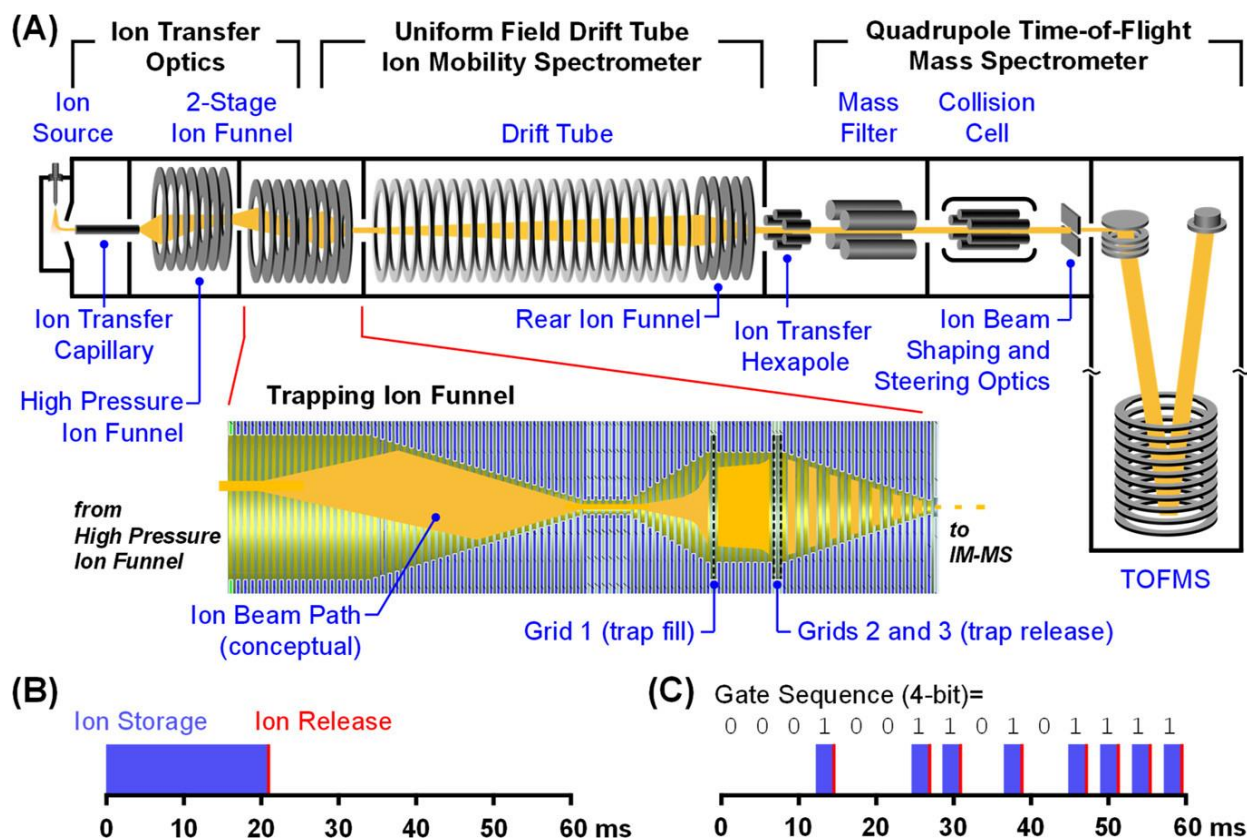 (A)
Ion Transfer
Optics
Uniform Field Drift Tube
Ion Mobility Spectrometer
Quadrupole Time-of-Flight
Mass Spectrometer
Ion
Source
2-Stage
Ion Funnel
Drift Tube
Mass
Filter
Collision
Cell
Ion Transfer
Capillary
High Pressure
Ion Funnel
Rear Ion Funnel
Ion Transfer
Hexapole
Ion Beam
Shaping and
Steering Optics
Trapping Ion Funnel
from
High Pressure
Ion Funnel
to
IM-MS
TOFMS
Ion Beam Path
(conceptual)
Grid 1 (trap fill)
Grids 2 and 3 (trap release)
(B)
Ion Storage
Ion Release
0 10 20 30 40 50 60 ms
(C)
Gate Sequence (4-bit)=
0 0 0 1 0 0 1 1 0 1 0 1 1 1 1
0 10 20 30 40 50 60 ms